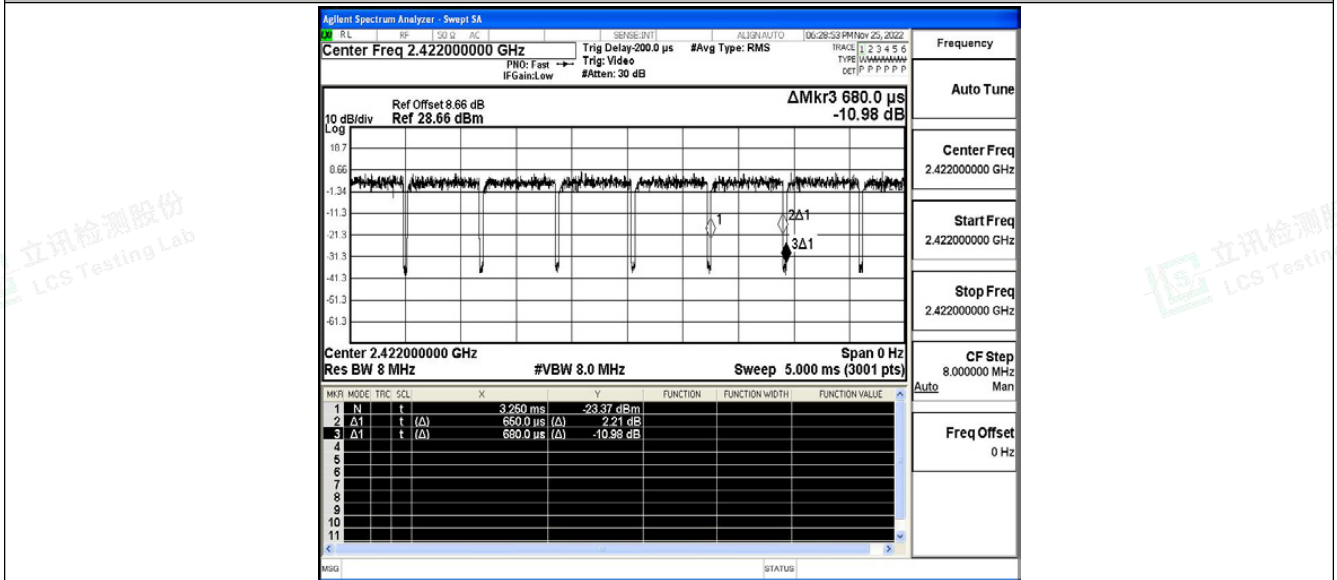 Agilent Spectrum Analyzer - Swept SA
RL RF 50 Ω AC SENSE:INT ALIGNAUTO 06:28:53 PM Nov 25, 2022
Center Freq 2.422000000 GHz
PNO: Fast
IFGain:Low
Trig Delay-200.0 µs
Trig: Video
#Atten: 30 dB
#Avg Type: RMS
TRACE 1 2 3 4 5 6
TYPE
DET P P P P P P
Frequency
Auto Tune
Center Freq
2.422000000 GHz
Start Freq
2.422000000 GHz
Stop Freq
2.422000000 GHz
CF Step
8.000000 MHz
Auto Man
Freq Offset
0 Hz
ΔMkr3 680.0 µs
-10.98 dB
Ref Offset 8.66 dB
10 dB/div Ref 28.66 dBm
Log
18.7
8.66
-1.34
-11.3
-21.3
-31.3
-41.3
-51.3
-61.3
1
2Δ1
3Δ1
Center 2.422000000 GHz Span 0 Hz
Res BW 8 MHz #VBW 8.0 MHz Sweep 5.000 ms (3001 pts)
MKR MODE TRC SCL X Y FUNCTION FUNCTION WIDTH FUNCTION VALUE
1 N t 3.250 ms -23.37 dBm
2 Δ1 t (Δ) 650.0 µs (Δ) 2.21 dB
3 Δ1 t (Δ) 680.0 µs (Δ) -10.98 dB
4
5
6
7
8
9
10
11
MSG STATUS
立讯检测股份
LCS Testing Lab
立讯检测
LCS